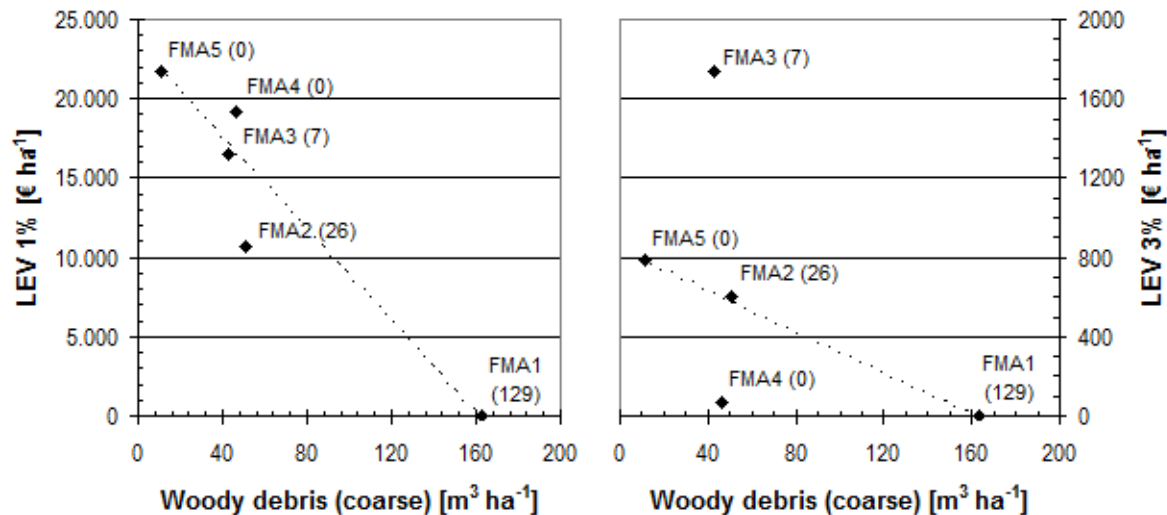 25.000
20.000
15.000
10.000
5.000
0
LEV 1% [€ ha-1]
FMA5 (0)
FMA4 (0)
FMA3 (7)
FMA2.(26)
FMA1
(129)
0 40 80 120 160 200
Woody debris (coarse) [m3 ha-1]
FMA3 (7)
FMA5 (0)
FMA2 (26)
FMA4 (0)
FMA1
(129)
0 40 80 120 160 200
Woody debris (coarse) [m3 ha-1]
2000
1600
1200
800
400
0
LEV 3% [€ ha-1]